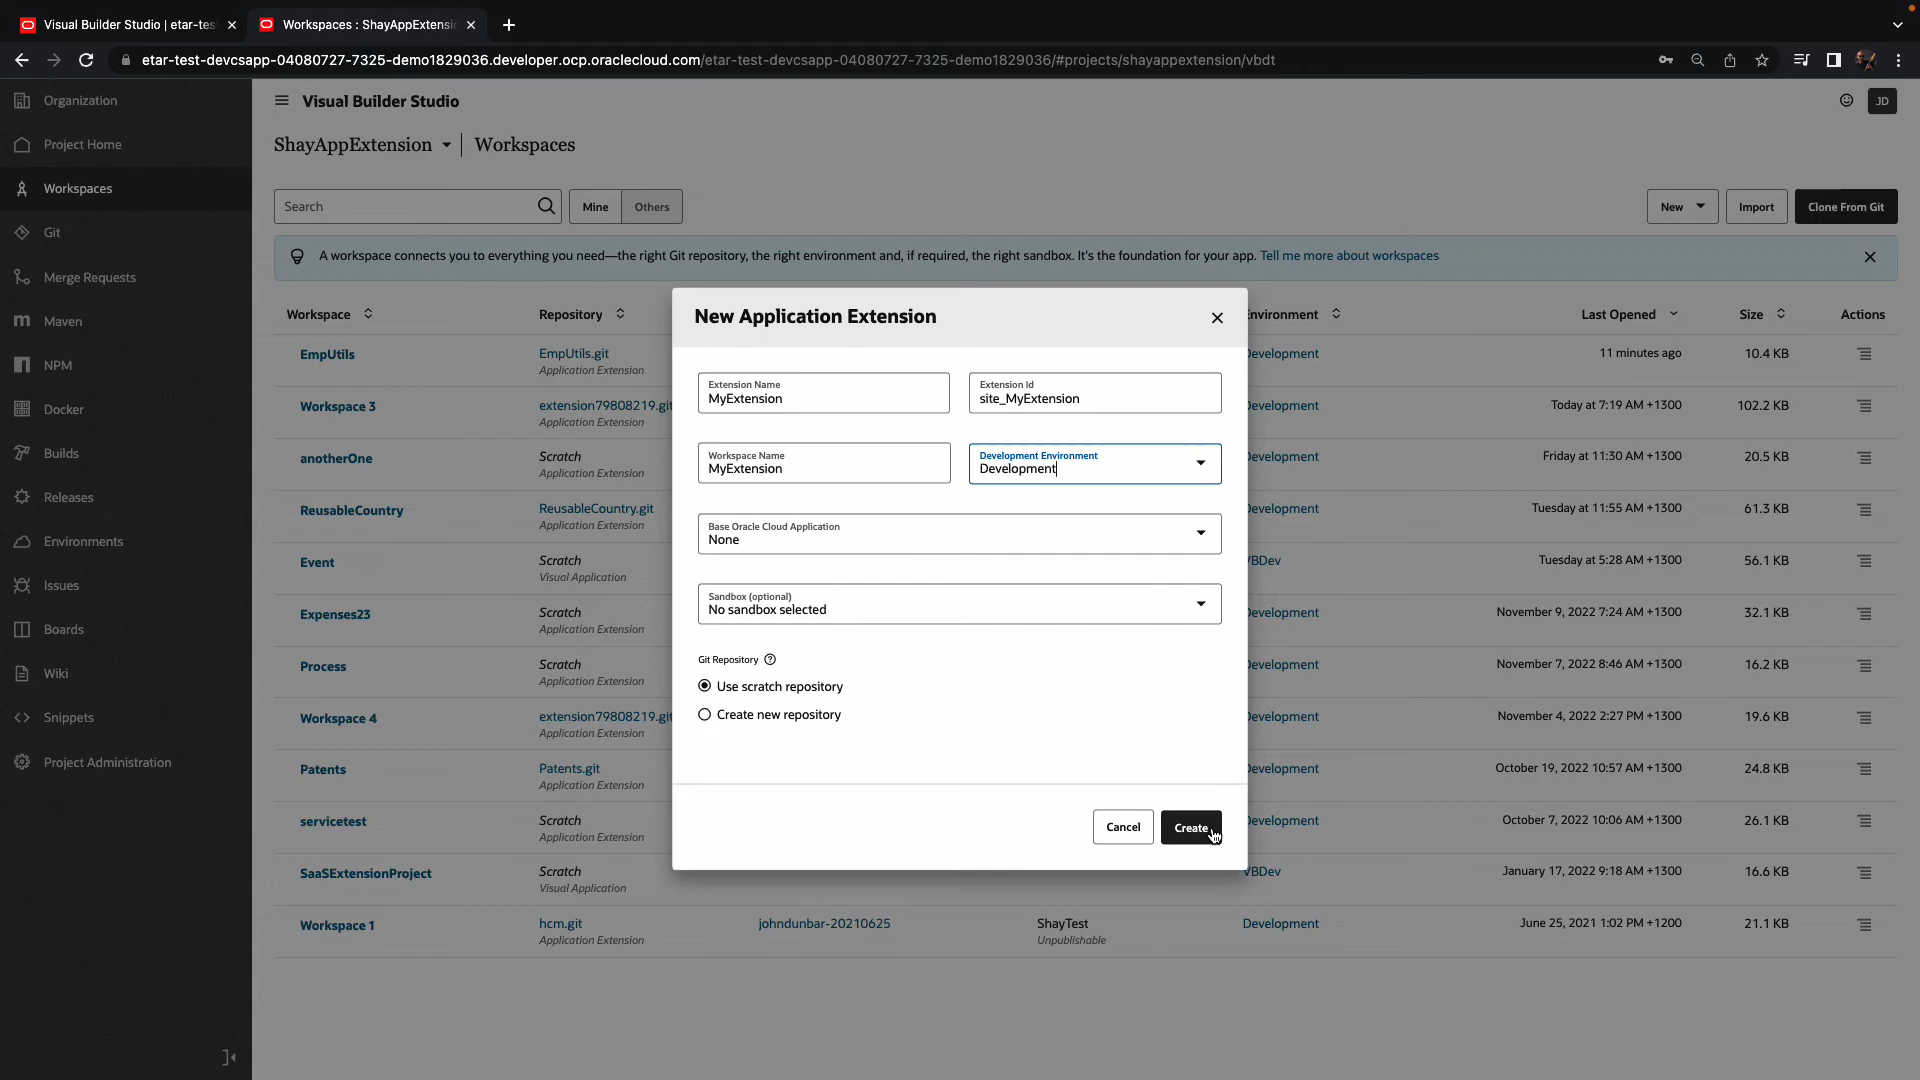 Visual Builder Studio | etar-tes
Workspaces : ShayAppExtensi
etar-test-devcsapp-04080727-7325-demo1829036.developer.ocp.oraclecloud.com/etar-test-devcsapp-04080727-7325-demo1829036/#projects/shayappextension/vbdt
Organization
Project Home
Workspaces
Git
Merge Requests
Maven
NPM
Docker
Builds
Releases
Environments
Issues
Boards
Wiki
Snippets
Project Administration
Visual Builder Studio
JD
ShayAppExtension
Workspaces
Search
Mine
Others
New
Import
Clone From Git
A workspace connects you to everything you need—the right Git repository, the right environment and, if required, the right sandbox. It's the foundation for your app. Tell me more about workspaces
Workspace
Repository
Environment
Last Opened
Size
Actions
EmpUtils
EmpUtils.git
Application Extension
Development
11 minutes ago
10.4 KB
Workspace 3
extension79808219.git
Application Extension
Development
Today at 7:19 AM +1300
102.2 KB
anotherOne
Scratch
Application Extension
Development
Friday at 11:30 AM +1300
20.5 KB
ReusableCountry
ReusableCountry.git
Application Extension
Development
Tuesday at 11:55 AM +1300
61.3 KB
Event
Scratch
Visual Application
VBDev
Tuesday at 5:28 AM +1300
56.1 KB
Expenses23
Scratch
Application Extension
Development
November 9, 2022 7:24 AM +1300
32.1 KB
Process
Scratch
Application Extension
Development
November 7, 2022 8:46 AM +1300
16.2 KB
Workspace 4
extension79808219.git
Application Extension
Development
November 4, 2022 2:27 PM +1300
19.6 KB
Patents
Patents.git
Application Extension
Development
October 19, 2022 10:57 AM +1300
24.8 KB
servicetest
Scratch
Application Extension
Development
October 7, 2022 10:06 AM +1300
26.1 KB
SaaSExtensionProject
Scratch
Visual Application
VBDev
January 17, 2022 9:18 AM +1300
16.6 KB
Workspace 1
hcm.git
Application Extension
johndunbar-20210625
ShayTest
Unpublishable
Development
June 25, 2021 1:02 PM +1200
21.1 KB
New Application Extension
Extension Name
MyExtension
Extension Id
site_MyExtension
Workspace Name
MyExtension
Development Environment
Development
Base Oracle Cloud Application
None
Sandbox (optional)
No sandbox selected
Git Repository
Use scratch repository
Create new repository
Cancel
Create